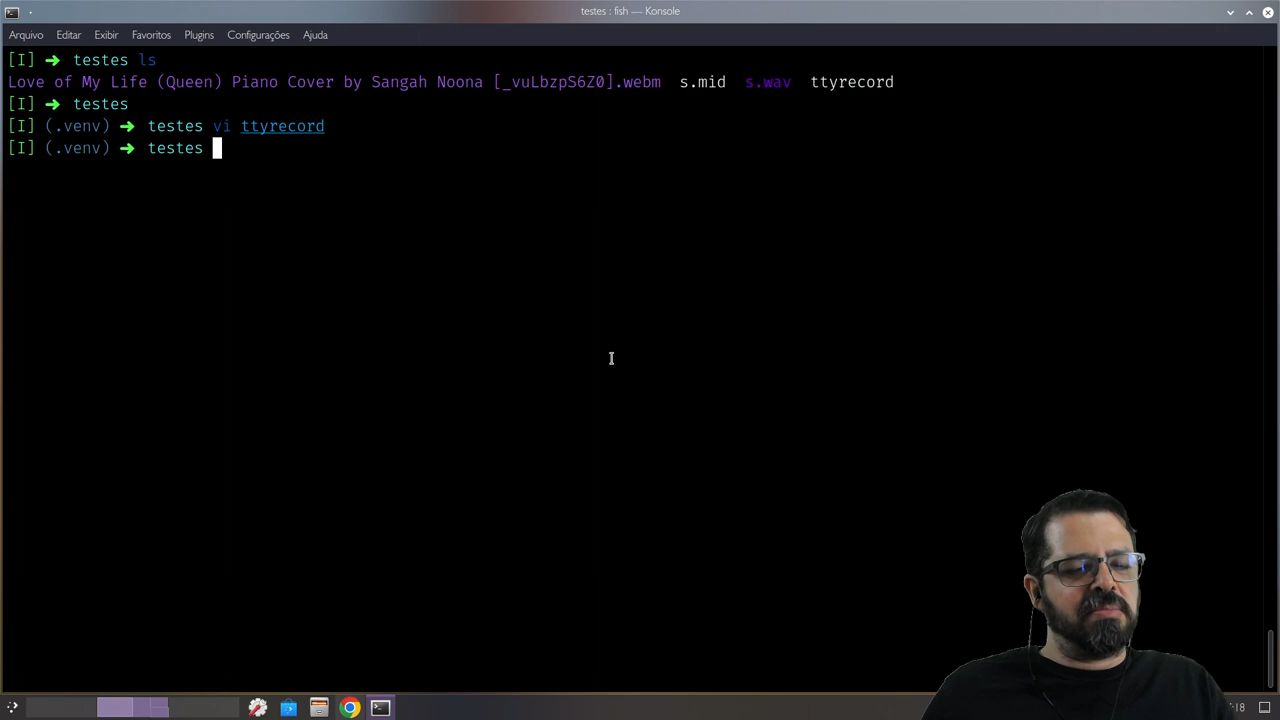 testes : fish — Konsole
Arquivo Editar Exibir Favoritos Plugins Configurações Ajuda
[I] ➜ testes ls
Love of My Life (Queen) Piano Cover by Sangah Noona [_vuLbzpS6Z0].webm s.mid s.wav ttyrecord
[I] ➜ testes
[I] (.venv) ➜ testes vi ttyrecord
[I] (.venv) ➜ testes